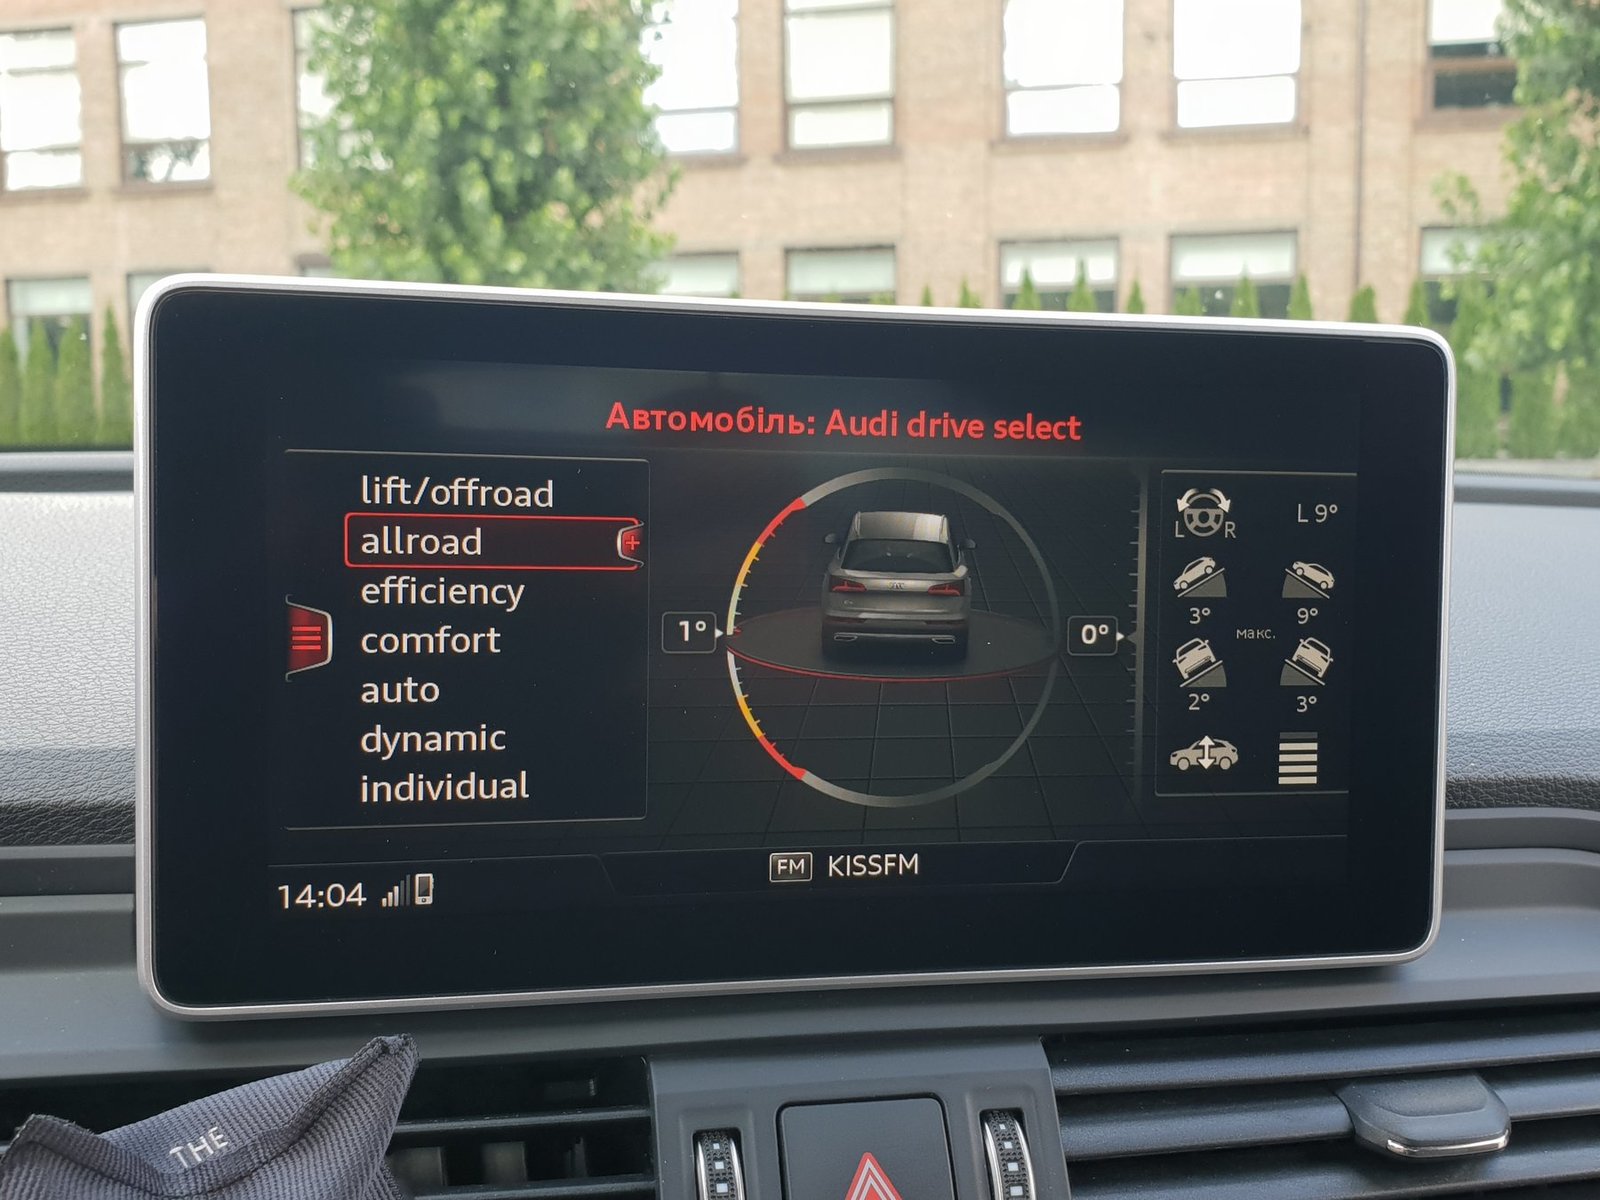 Автомобіль: Audi drive select
lift/offroad
allroad
efficiency
comfort
auto
dynamic
individual
1°
0°
L R
L 9°
3°
9°
макс.
2°
3°
FM KISSFM
14:04
THE